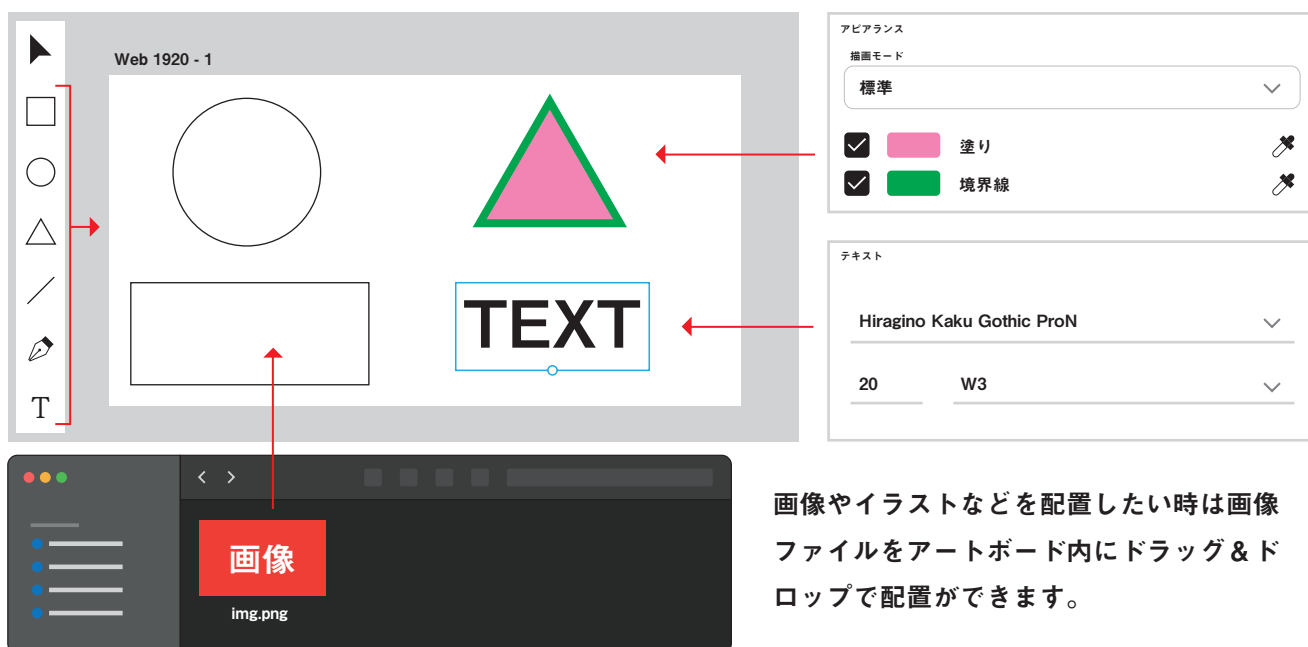 Web 1920 - 1
T
TEXT
アピアランス
描画モード
標準
塗り
境界線
テキスト
Hiragino Kaku Gothic ProN
20 W3
画像
img.png
画像やイラストなどを配置したい時は画像
ファイルをアートボード内にドラッグ＆ド
ロップで配置ができます。